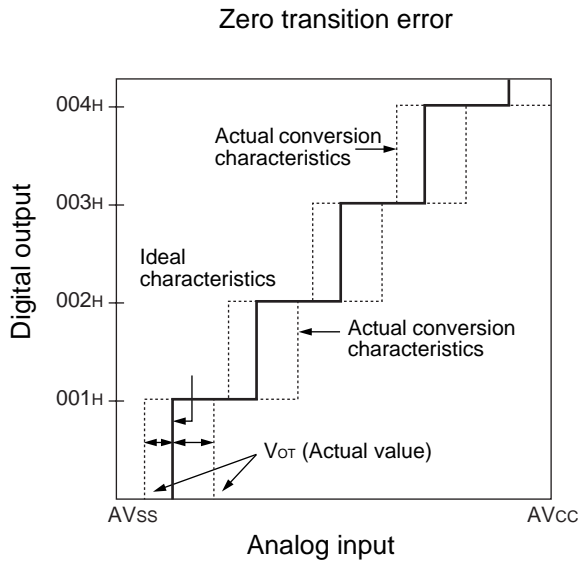 Zero transition error
004H
Actual conversion
characteristics
003H
Ideal
characteristics
Digital output
002H
Actual conversion
characteristics
001H
VOT (Actual value)
AVSS
AVCC
Analog input